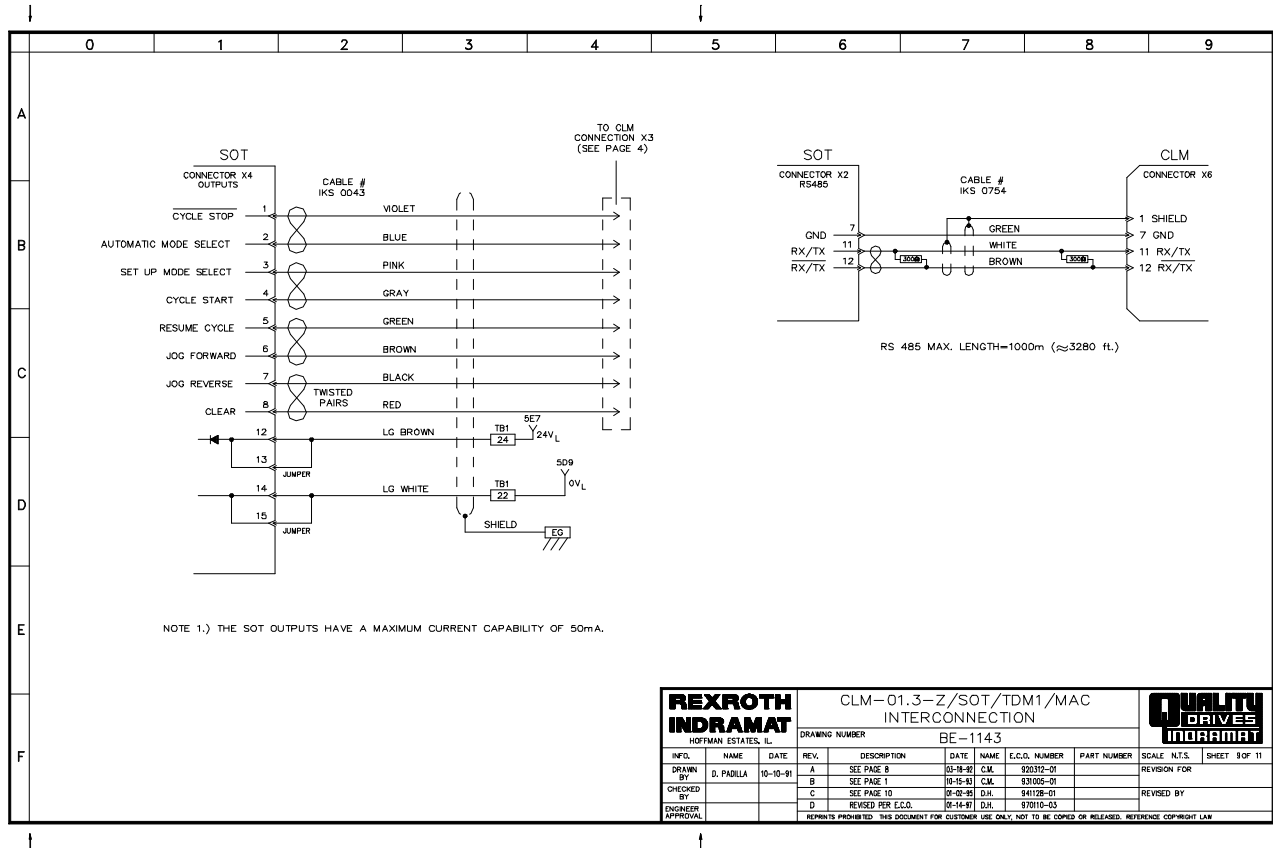 0 1 2 3 4 5 6 7 8 9
A
B
C
D
E
F
TO CLM
CONNECTION X3
(SEE PAGE 4)
SOT
CONNECTOR X4
OUTPUTS
CABLE #
IKS 0043
CYCLE STOP 1 VIOLET
AUTOMATIC MODE SELECT 2 BLUE
SET UP MODE SELECT 3 PINK
CYCLE START 4 GRAY
RESUME CYCLE 5 GREEN
JOG FORWARD 6 BROWN
JOG REVERSE 7 BLACK
TWISTED
PAIRS
CLEAR 8 RED
12 LG BROWN TB1 24 5E7 24VL
13 JUMPER
14 LG WHITE TB1 22 5D9 0VL
15 JUMPER
SHIELD EG
SOT
CONNECTOR X2
RS485
CABLE #
IKS 0754
CLM
CONNECTOR X6
1 SHIELD
GND 7 GREEN 7 GND
RX/TX 11 WHITE 11 RX/TX
300Ω 300Ω
RX/TX 12 BROWN 12 RX/TX
RS 485 MAX. LENGTH=1000m (≈3280 ft.)
NOTE 1.) THE SOT OUTPUTS HAVE A MAXIMUM CURRENT CAPABILITY OF 50mA.
REXROTH
INDRAMAT
HOFFMAN ESTATES, IL.
CLM-01.3-Z/SOT/TDM1/MAC
INTERCONNECTION
DRAWING NUMBER BE-1143
QUALITY
DRIVES
INDRAMAT
INFO. NAME DATE REV. DESCRIPTION DATE NAME E.C.O. NUMBER PART NUMBER SCALE N.T.S. SHEET 9 OF 11
DRAWN BY D. PADILLA 10-10-91 A SEE PAGE 8 03-18-92 C.M. 920312-01 REVISION FOR
B SEE PAGE 1 10-15-93 C.M. 931005-01
CHECKED BY C SEE PAGE 10 01-02-95 D.H. 941128-01 REVISED BY
ENGINEER APPROVAL D REVISED PER E.C.O. 01-14-97 D.H. 970110-03
REPRINTS PROHIBITED THIS DOCUMENT FOR CUSTOMER USE ONLY, NOT TO BE COPIED OR RELEASED. REFERENCE COPYRIGHT LAW